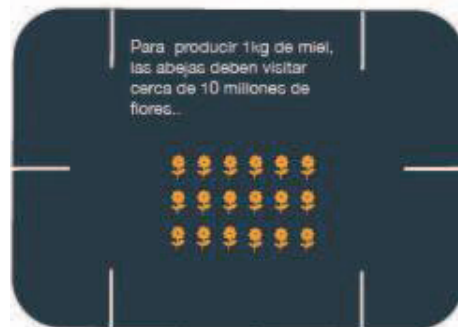 Para producir 1kg de miel,
las abejas deben visitar
cerca de 10 millones de
flores..